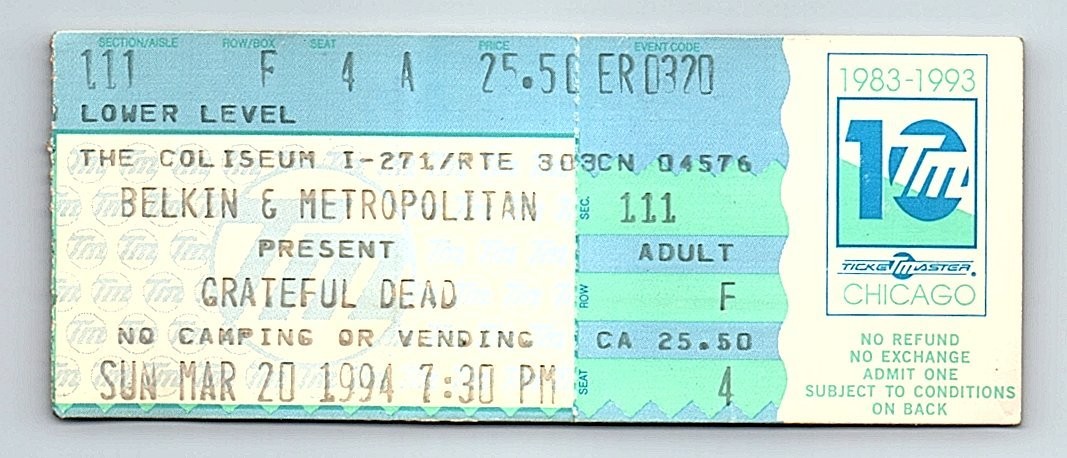 SECTION/AISLE ROW/BOX SEAT PRICE EVENT CODE
111 F 4 A 25.50 ER0320
LOWER LEVEL
THE COLISEUM I-271/RTE 303CN 04576
BELKIN & METROPOLITAN
PRESENT
GRATEFUL DEAD
NO CAMPING OR VENDING
SUN MAR 20 1994 7:30 PM
SEC. 111
ADULT
ROW F
CA 25.50
SEAT 4
1983-1993
10 TM
TICKETMASTER®
CHICAGO
NO REFUND
NO EXCHANGE
ADMIT ONE
SUBJECT TO CONDITIONS
ON BACK